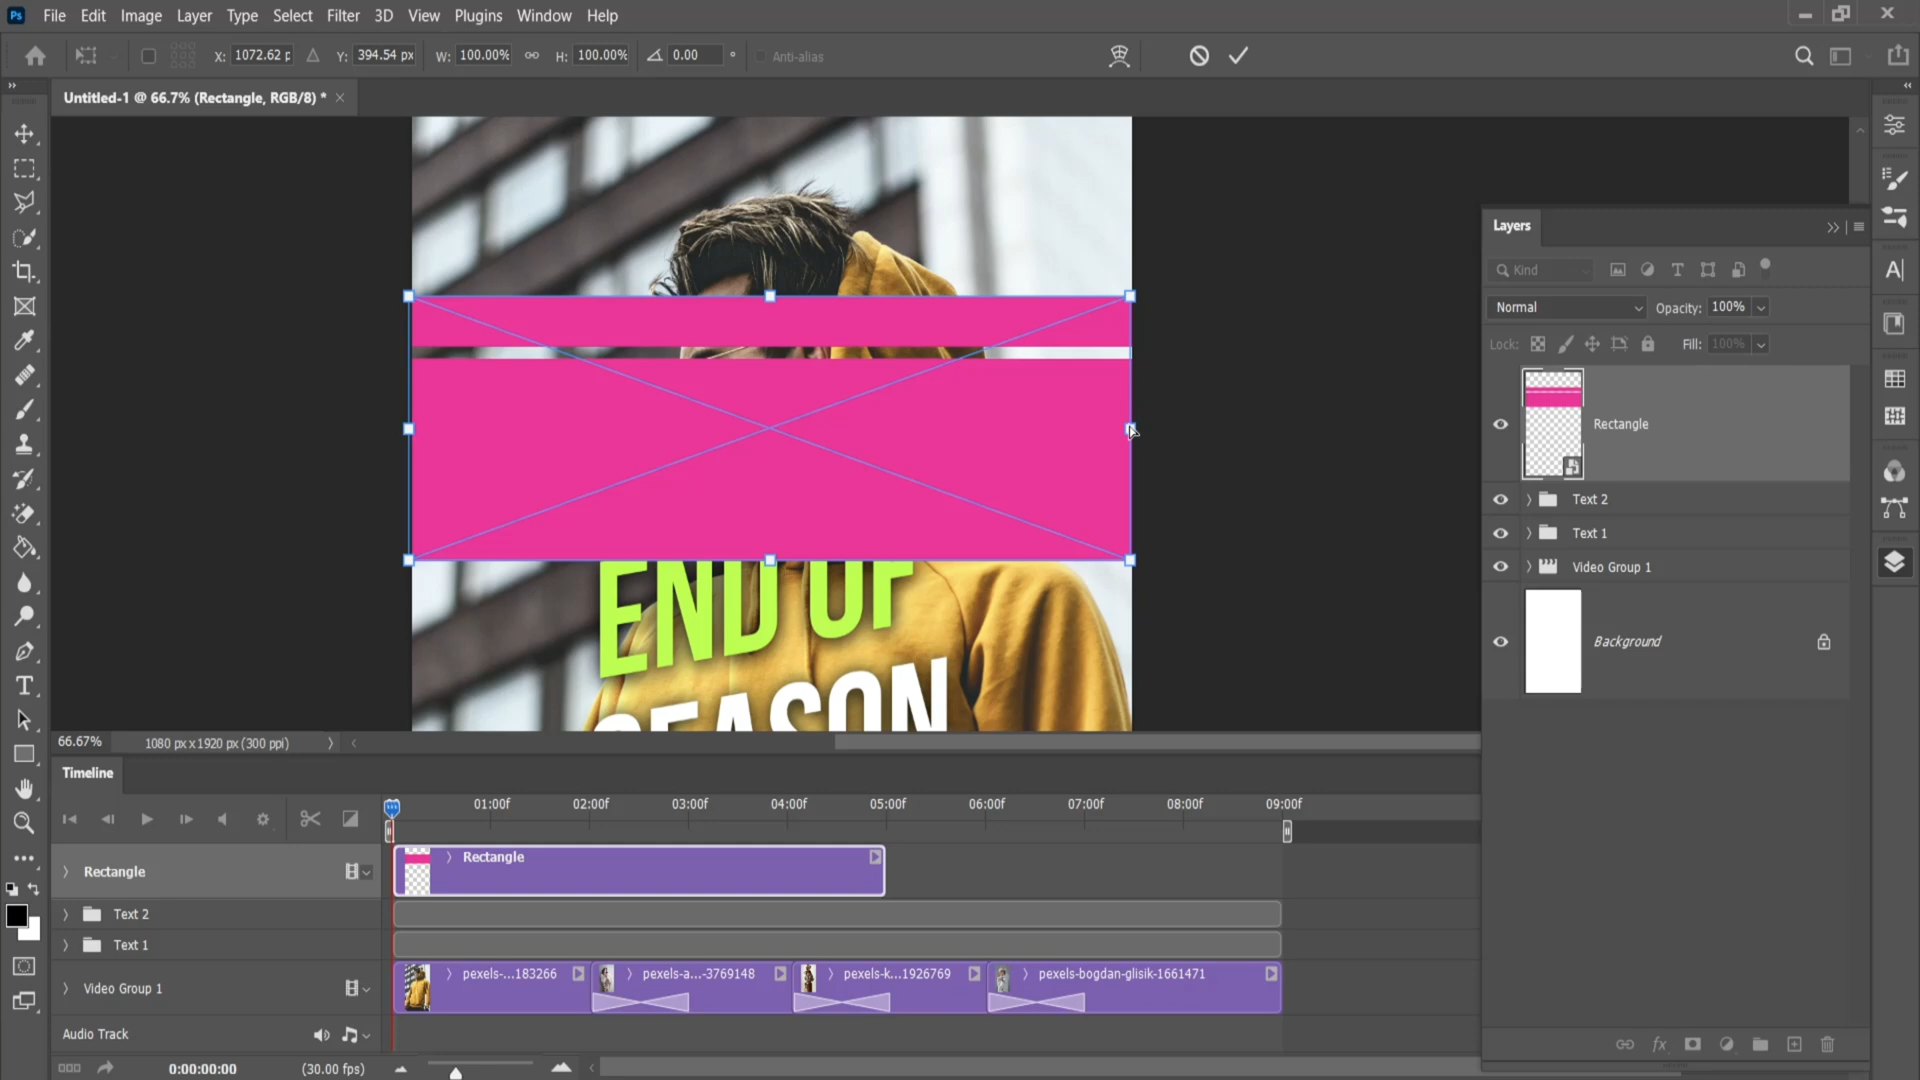 Ps File Edit Image Layer Type Select Filter 3D View Plugins Window Help
X: 1072.62 p Y: 394.54 px W: 100.00% H: 100.00% 0.00 ° Anti-alias
Untitled-1 @ 66.7% (Rectangle, RGB/8) *
Layers
Kind
Normal Opacity: 100%
Lock: Fill: 100%
Rectangle
Text 2
Text 1
Video Group 1
Background
END OF
SEASON
66.67% 1080 px x 1920 px (300 ppi)
Timeline
01:00f 02:00f 03:00f 04:00f 05:00f 06:00f 07:00f 08:00f 09:00f
Rectangle Rectangle
Text 2
Text 1
Video Group 1 pexels-...183266 pexels-a...-3769148 pexels-k...1926769 pexels-bogdan-glisik-1661471
Audio Track
0:00:00:00 (30.00 fps)